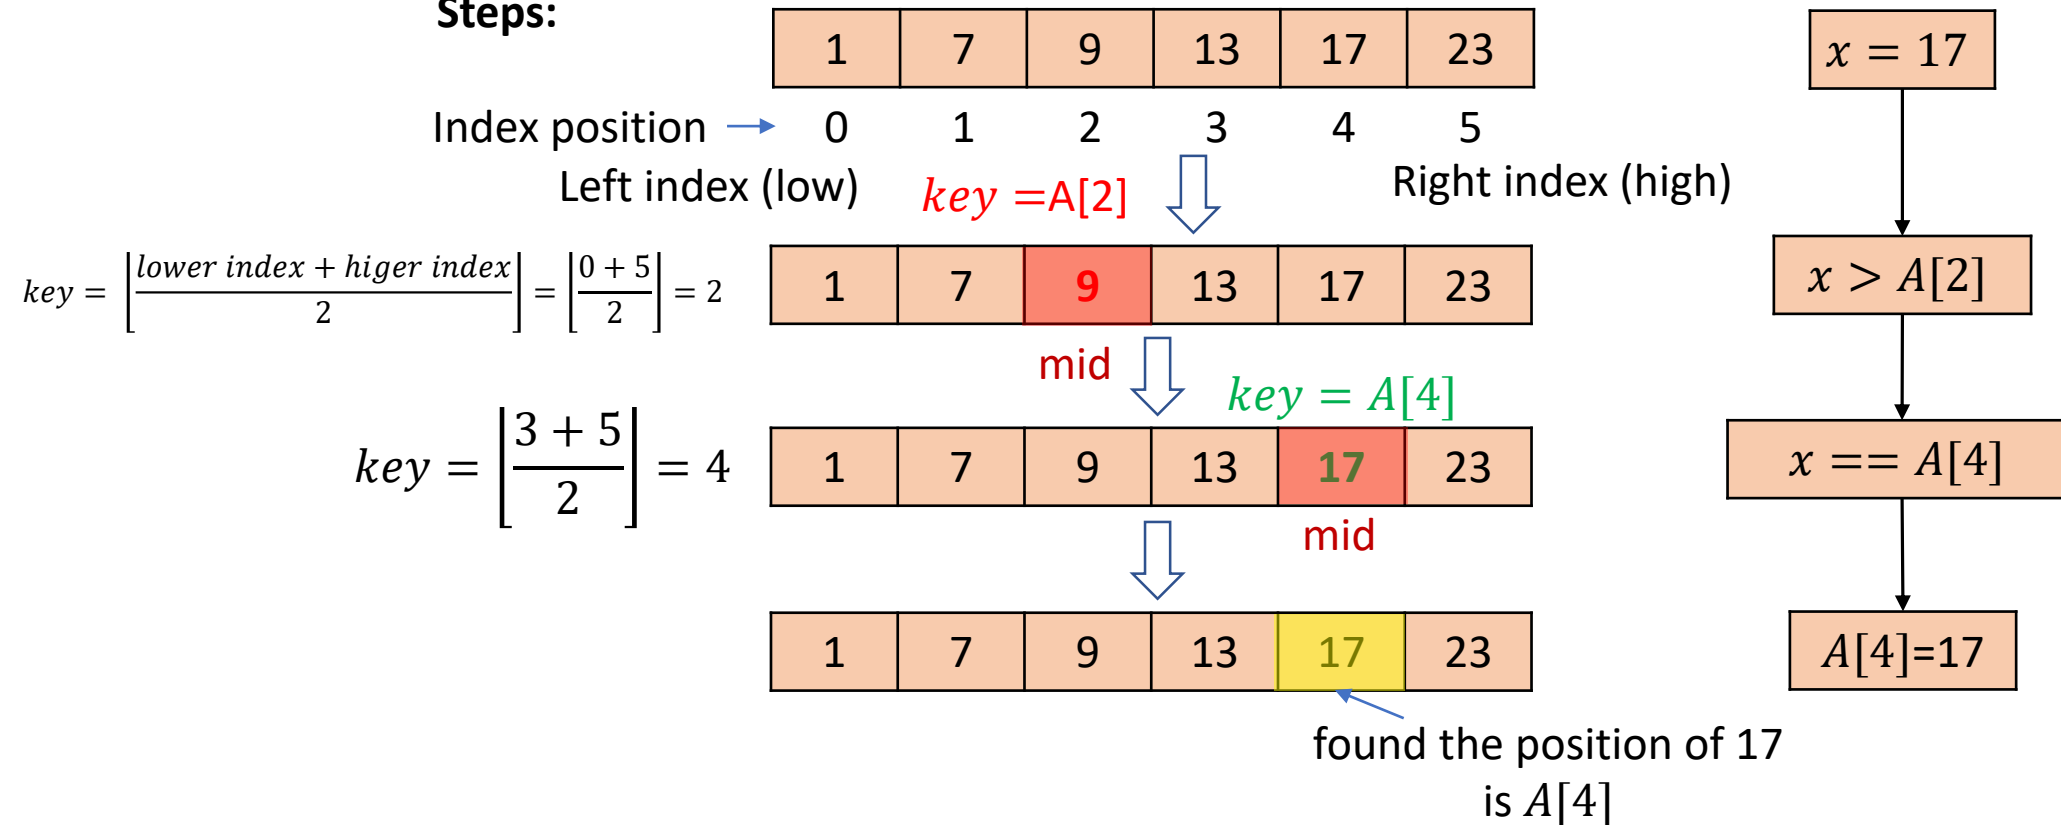 Steps:
1 7 9 13 17 23
x = 17
Index position 0 1 2 3 4 5
Left index (low)
key =A[2]
Right index (high)
key = ⌊(lower index + higer index)/2⌋ = ⌊(0 + 5)/2⌋ = 2
1 7 9 13 17 23
x > A[2]
mid
key = A[4]
key = ⌊(3 + 5)/2⌋ = 4
1 7 9 13 17 23
x == A[4]
mid
1 7 9 13 17 23
A[4]=17
found the position of 17
is A[4]